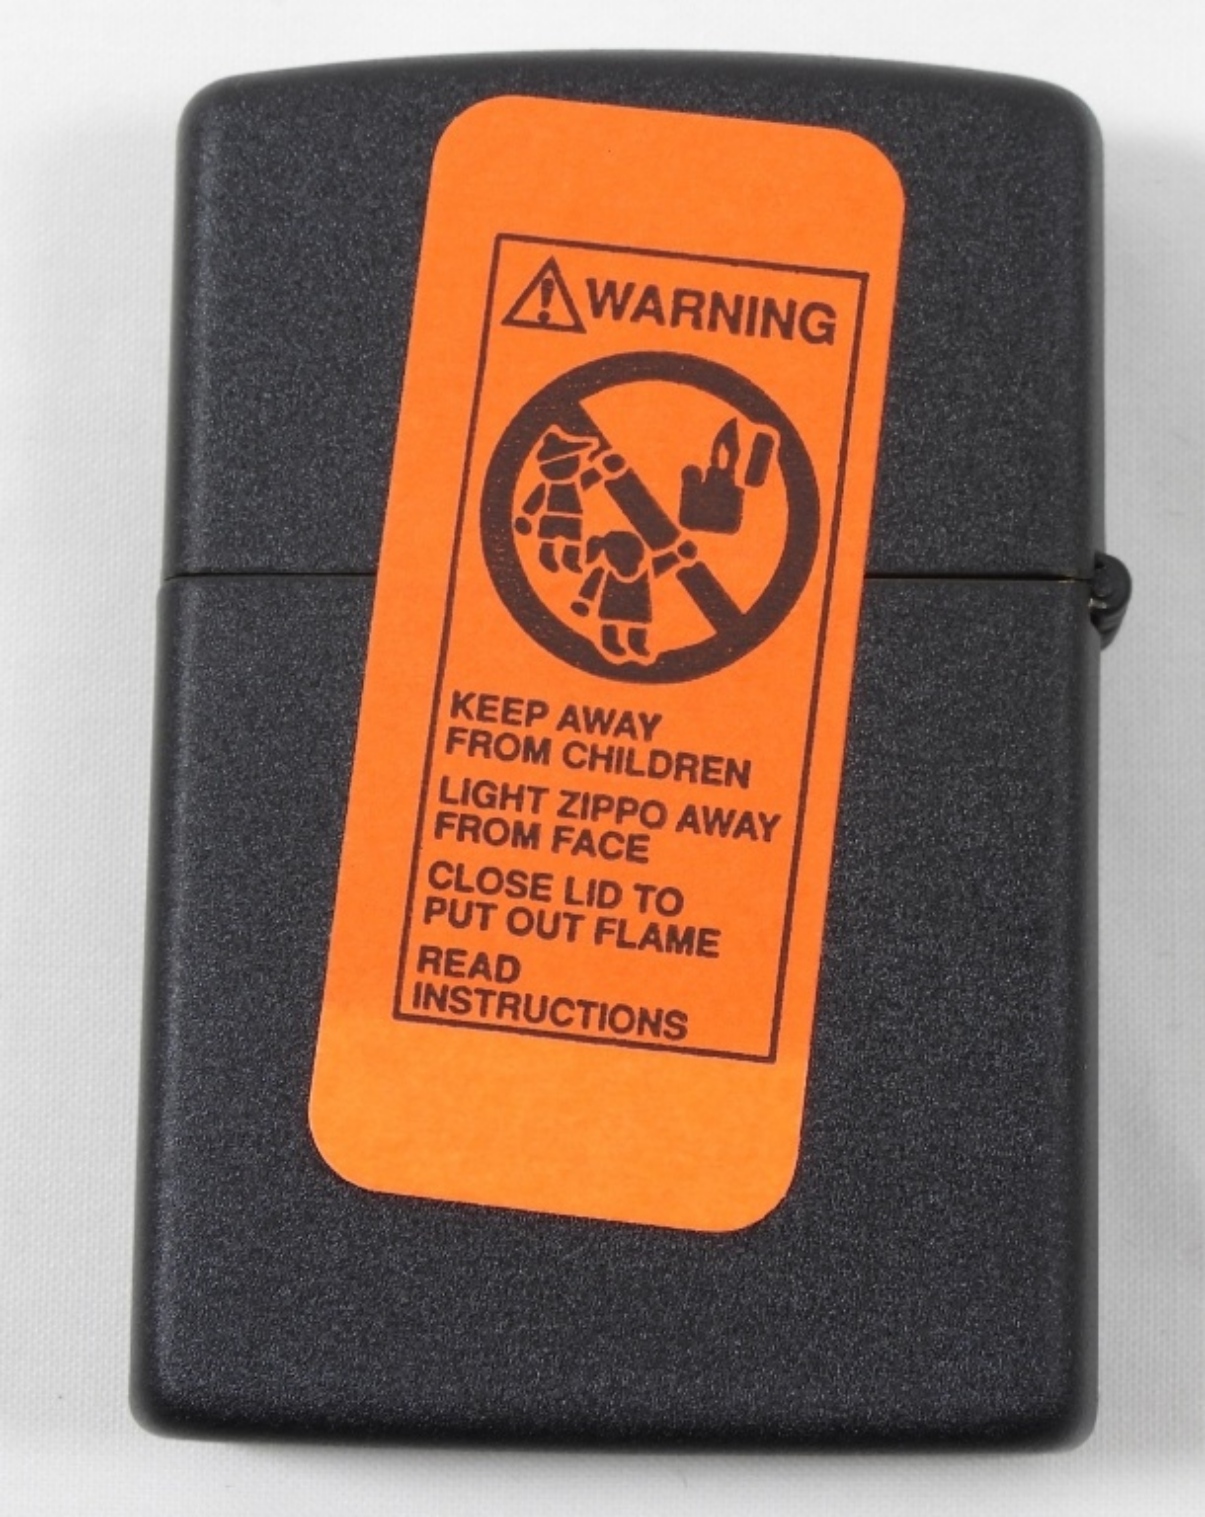 WARNING
KEEP AWAY
FROM CHILDREN
LIGHT ZIPPO AWAY
FROM FACE
CLOSE LID TO
PUT OUT FLAME
READ
INSTRUCTIONS